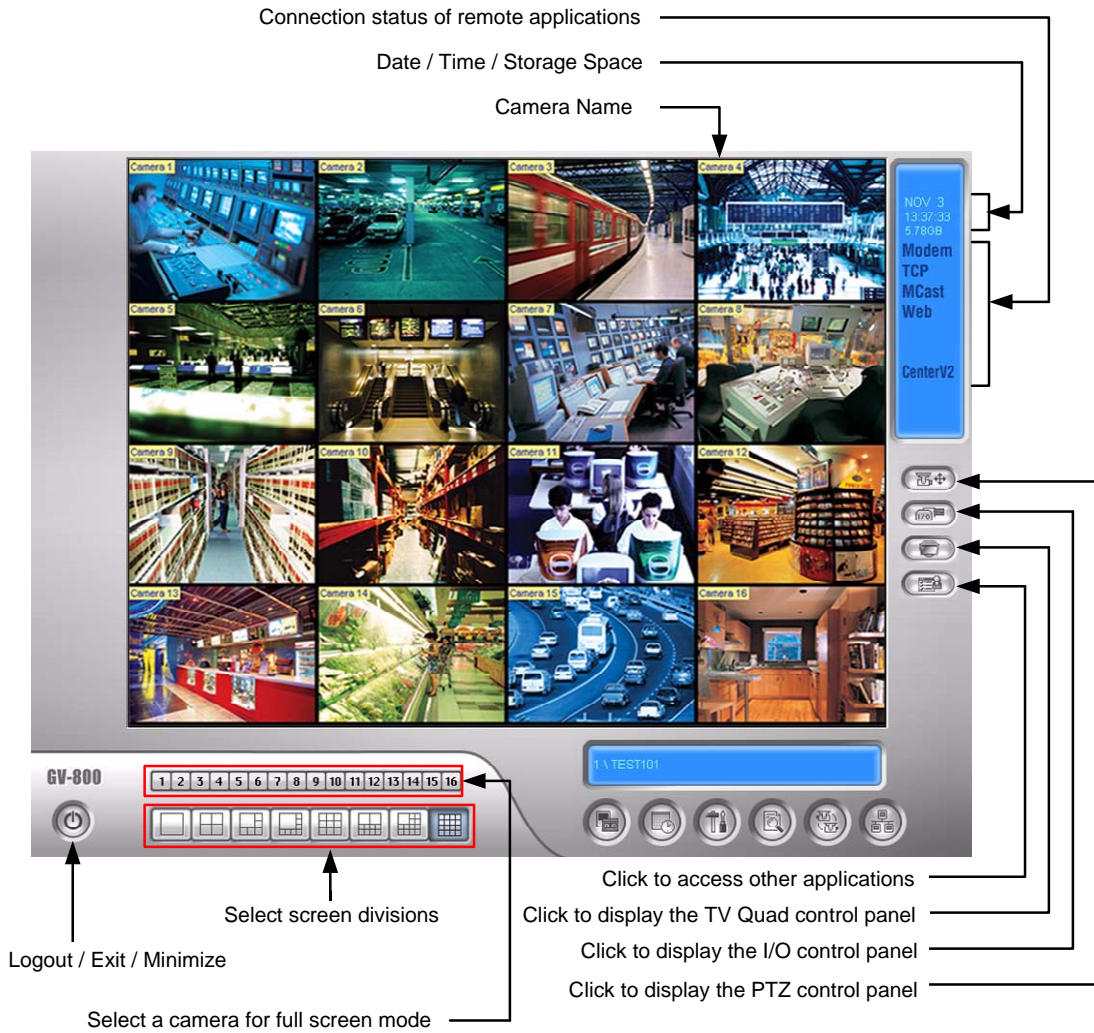 Connection status of remote applications
Date / Time / Storage Space
Camera Name
Camera 1
Camera 2
Camera 3
Camera 4
Camera 5
Camera 6
Camera 7
Camera 8
Camera 9
Camera 10
Camera 11
Camera 12
Camera 13
Camera 14
Camera 15
Camera 16
NOV 3
13:37:33
5.78GB
Modem
TCP
MCast
Web
CenterV2
I/O
GV-800
1 2 3 4 5 6 7 8 9 10 11 12 13 14 15 16
1 \ TEST101
Click to access other applications
Select screen divisions
Click to display the TV Quad control panel
Logout / Exit / Minimize
Click to display the I/O control panel
Click to display the PTZ control panel
Select a camera for full screen mode